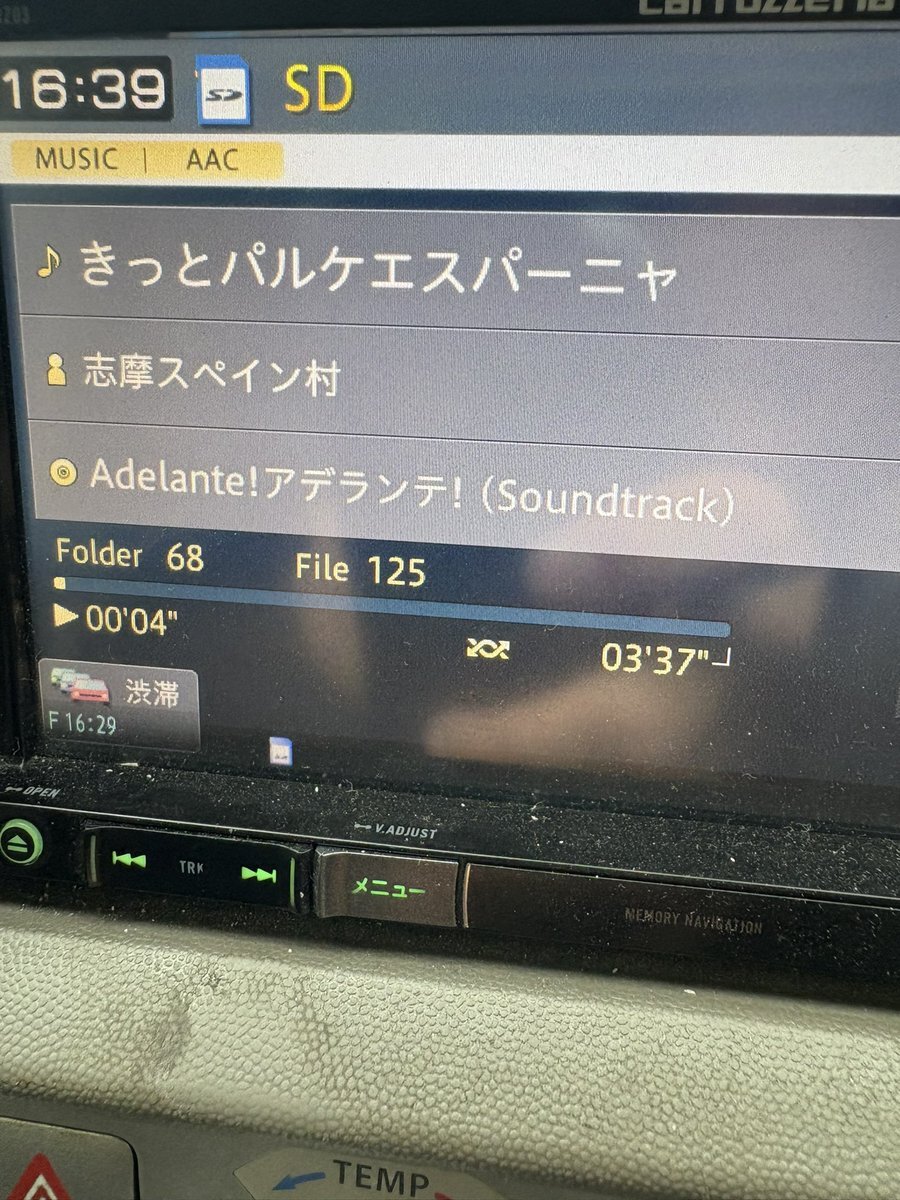 carrozzeria
16:39 SD SD
MUSIC | AAC
きっとパルケエスパーニャ
志摩スペイン村
Adelante!アデランテ! (Soundtrack)
Folder 68 File 125
00'04"
03'37"
渋滞
F 16:29
OPEN
V.ADJUST
TRK
メニュー
MEMORY NAVIGATION
TEMP